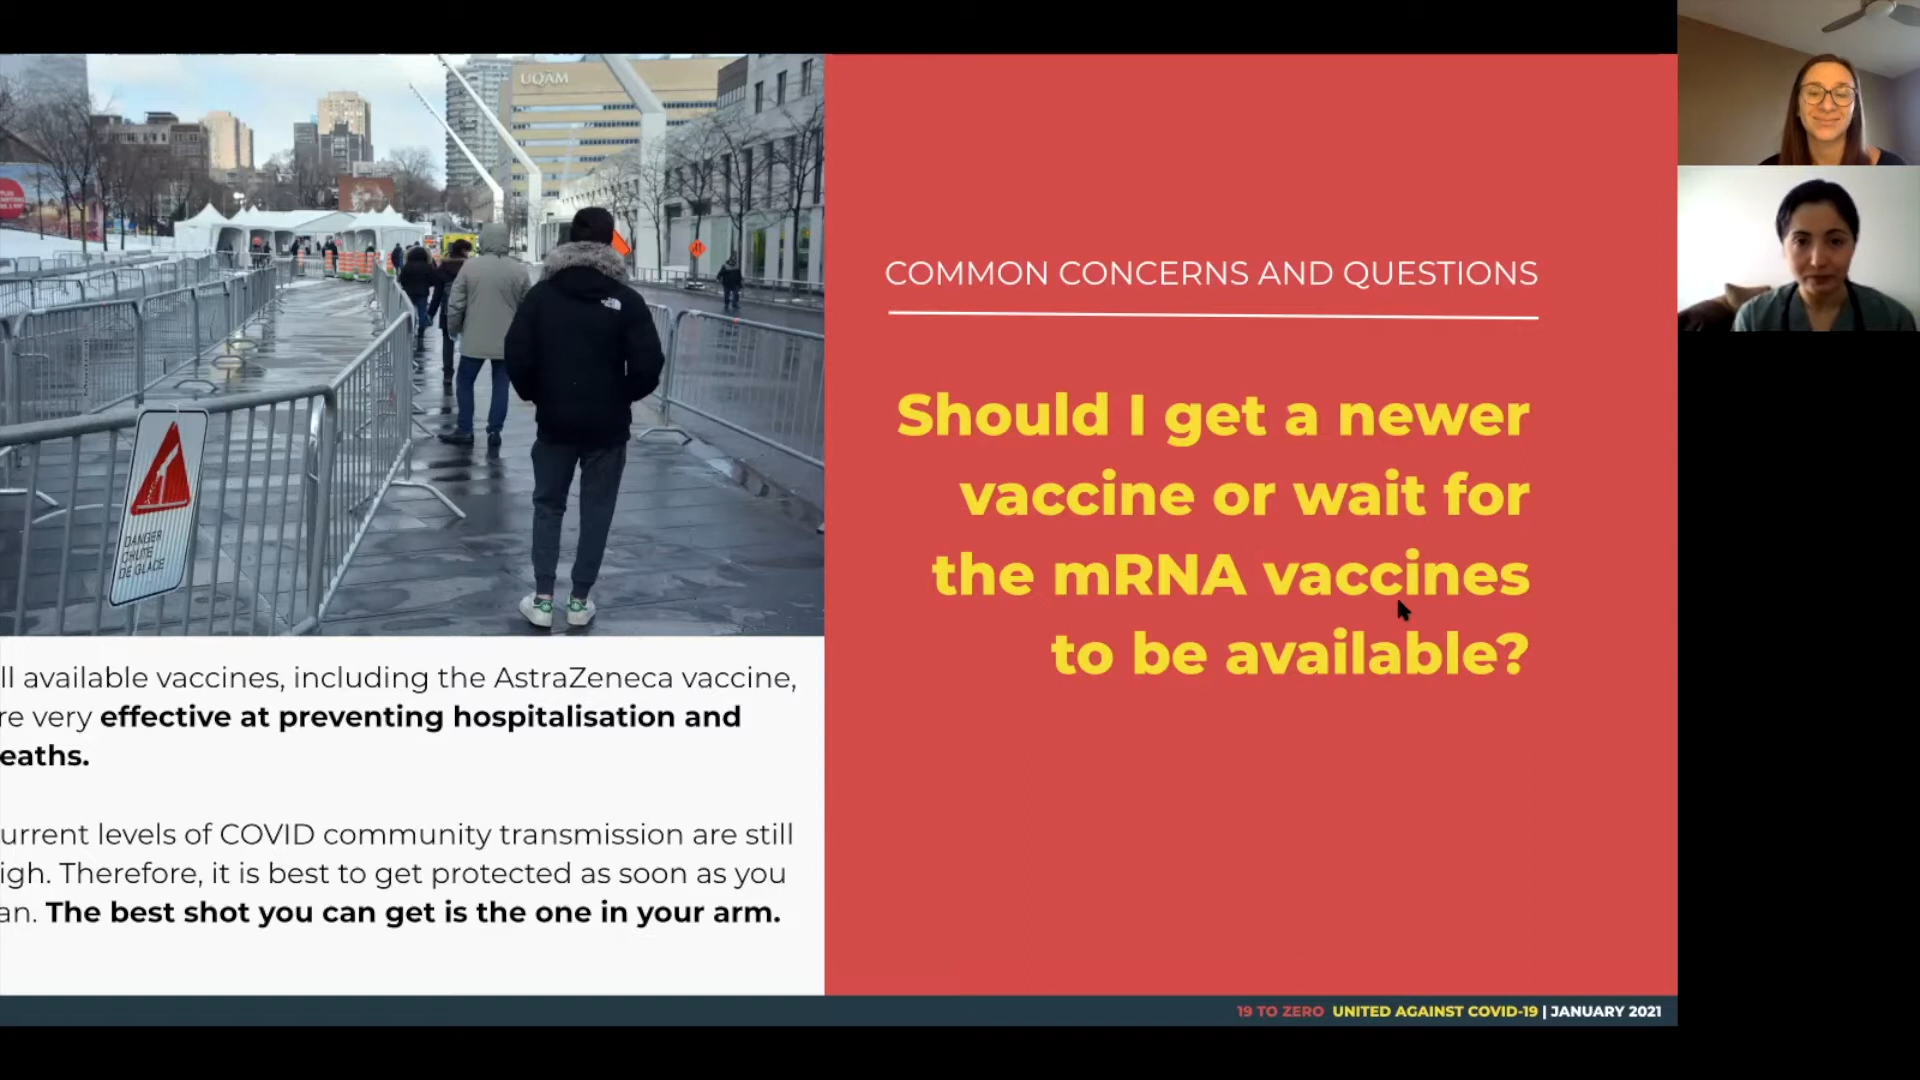 UQÀM
DANGER
CHUTE
DE GLACE
COMMON CONCERNS AND QUESTIONS
Should I get a newer
vaccine or wait for
the mRNA vaccines
to be available?
ll available vaccines, including the AstraZeneca vaccine,
re very effective at preventing hospitalisation and
eaths.
urrent levels of COVID community transmission are still
igh. Therefore, it is best to get protected as soon as you
an. The best shot you can get is the one in your arm.
19 TO ZERO UNITED AGAINST COVID-19 | JANUARY 2021